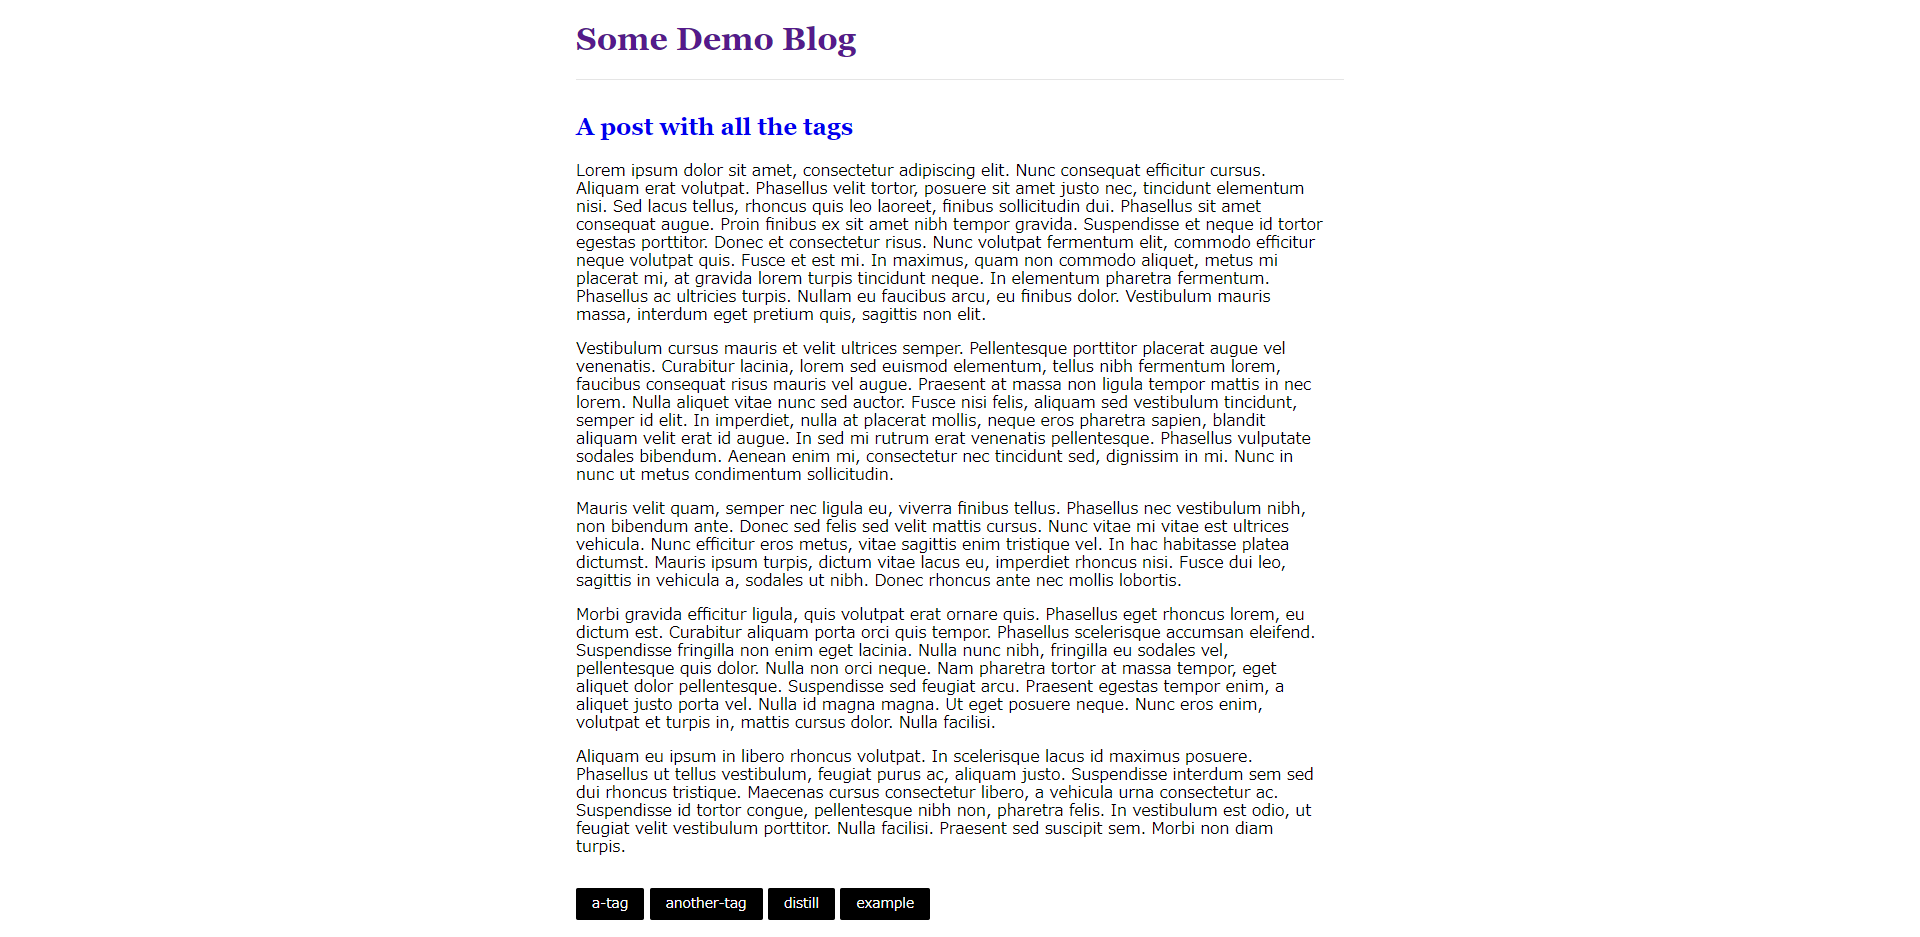 Some Demo Blog
A post with all the tags
Lorem ipsum dolor sit amet, consectetur adipiscing elit. Nunc consequat efficitur cursus.
Aliquam erat volutpat. Phasellus velit tortor, posuere sit amet justo nec, tincidunt elementum
nisi. Sed lacus tellus, rhoncus quis leo laoreet, finibus sollicitudin dui. Phasellus sit amet
consequat augue. Proin finibus ex sit amet nibh tempor gravida. Suspendisse et neque id tortor
egestas porttitor. Donec et consectetur risus. Nunc volutpat fermentum elit, commodo efficitur
neque volutpat quis. Fusce et est mi. In maximus, quam non commodo aliquet, metus mi
placerat mi, at gravida lorem turpis tincidunt neque. In elementum pharetra fermentum.
Phasellus ac ultricies turpis. Nullam eu faucibus arcu, eu finibus dolor. Vestibulum mauris
massa, interdum eget pretium quis, sagittis non elit.
Vestibulum cursus mauris et velit ultrices semper. Pellentesque porttitor placerat augue vel
venenatis. Curabitur lacinia, lorem sed euismod elementum, tellus nibh fermentum lorem,
faucibus consequat risus mauris vel augue. Praesent at massa non ligula tempor mattis in nec
lorem. Nulla aliquet vitae nunc sed auctor. Fusce nisi felis, aliquam sed vestibulum tincidunt,
semper id elit. In imperdiet, nulla at placerat mollis, neque eros pharetra sapien, blandit
aliquam velit erat id augue. In sed mi rutrum erat venenatis pellentesque. Phasellus vulputate
sodales bibendum. Aenean enim mi, consectetur nec tincidunt sed, dignissim in mi. Nunc in
nunc ut metus condimentum sollicitudin.
Mauris velit quam, semper nec ligula eu, viverra finibus tellus. Phasellus nec vestibulum nibh,
non bibendum ante. Donec sed felis sed velit mattis cursus. Nunc vitae mi vitae est ultrices
vehicula. Nunc efficitur eros metus, vitae sagittis enim tristique vel. In hac habitasse platea
dictumst. Mauris ipsum turpis, dictum vitae lacus eu, imperdiet rhoncus nisi. Fusce dui leo,
sagittis in vehicula a, sodales ut nibh. Donec rhoncus ante nec mollis lobortis.
Morbi gravida efficitur ligula, quis volutpat erat ornare quis. Phasellus eget rhoncus lorem, eu
dictum est. Curabitur aliquam porta orci quis tempor. Phasellus scelerisque accumsan eleifend.
Suspendisse fringilla non enim eget lacinia. Nulla nunc nibh, fringilla eu sodales vel,
pellentesque quis dolor. Nulla non orci neque. Nam pharetra tortor at massa tempor, eget
aliquet dolor pellentesque. Suspendisse sed feugiat arcu. Praesent egestas tempor enim, a
aliquet justo porta vel. Nulla id magna magna. Ut eget posuere neque. Nunc eros enim,
volutpat et turpis in, mattis cursus dolor. Nulla facilisi.
Aliquam eu ipsum in libero rhoncus volutpat. In scelerisque lacus id maximus posuere.
Phasellus ut tellus vestibulum, feugiat purus ac, aliquam justo. Suspendisse interdum sem sed
dui rhoncus tristique. Maecenas cursus consectetur libero, a vehicula urna consectetur ac.
Suspendisse id tortor congue, pellentesque nibh non, pharetra felis. In vestibulum est odio, ut
feugiat velit vestibulum porttitor. Nulla facilisi. Praesent sed suscipit sem. Morbi non diam
turpis.
a-tag another-tag distill example